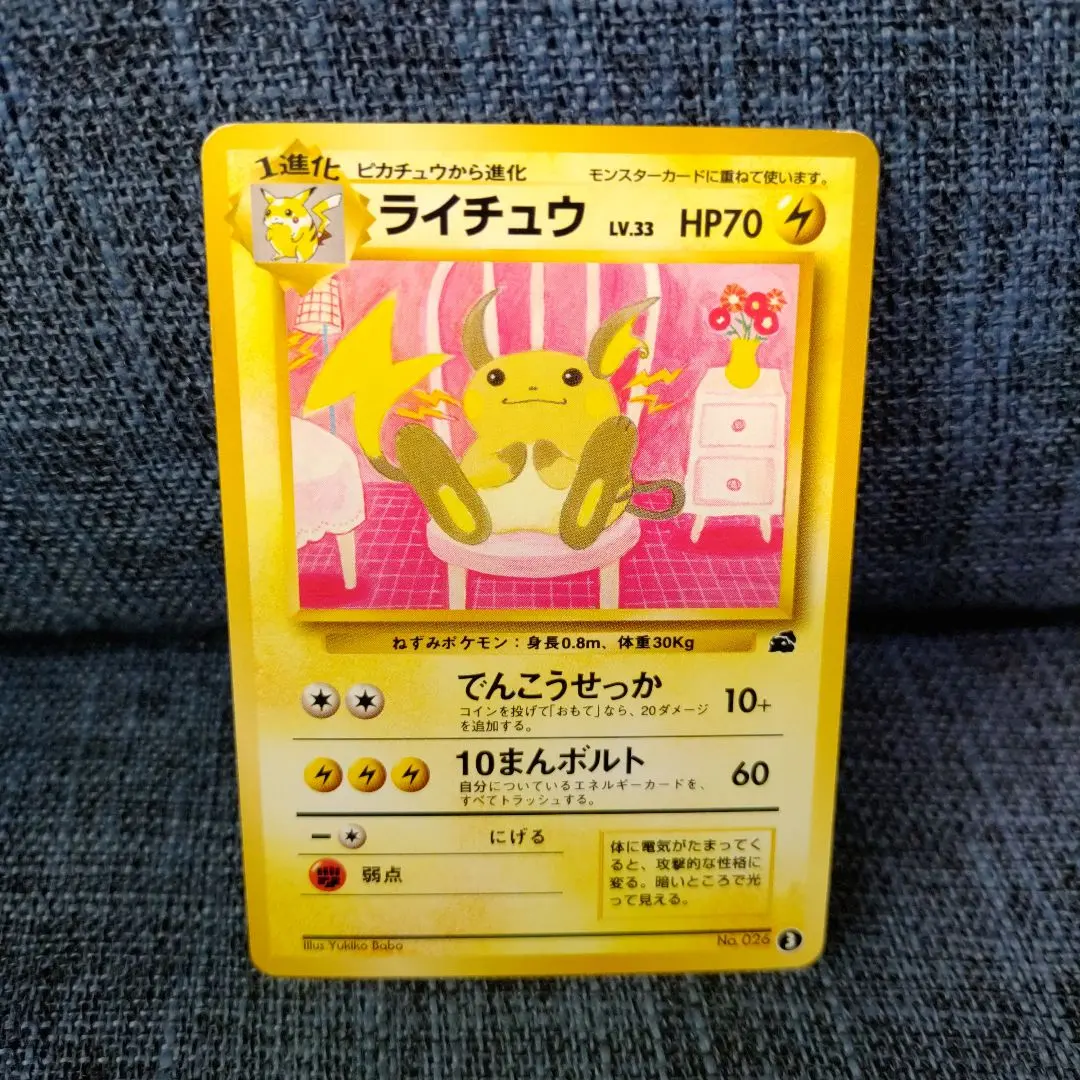 1進化 ピカチュウから進化 モンスターカードに重ねて使います。
ライチュウ LV.33 HP70
ねずみポケモン：身長0.8m、体重30Kg
でんこうせっか 10+
コインを投げて「おもて」なら、20ダメージ
を追加する。
10まんボルト 60
自分についているエネルギーカードを、
すべてトラッシュする。
ー にげる
弱点
体に電気がたまってく
ると、攻撃的な性格に
変る。暗いところで光
って見える。
Illus Yukiko Baba No. 026